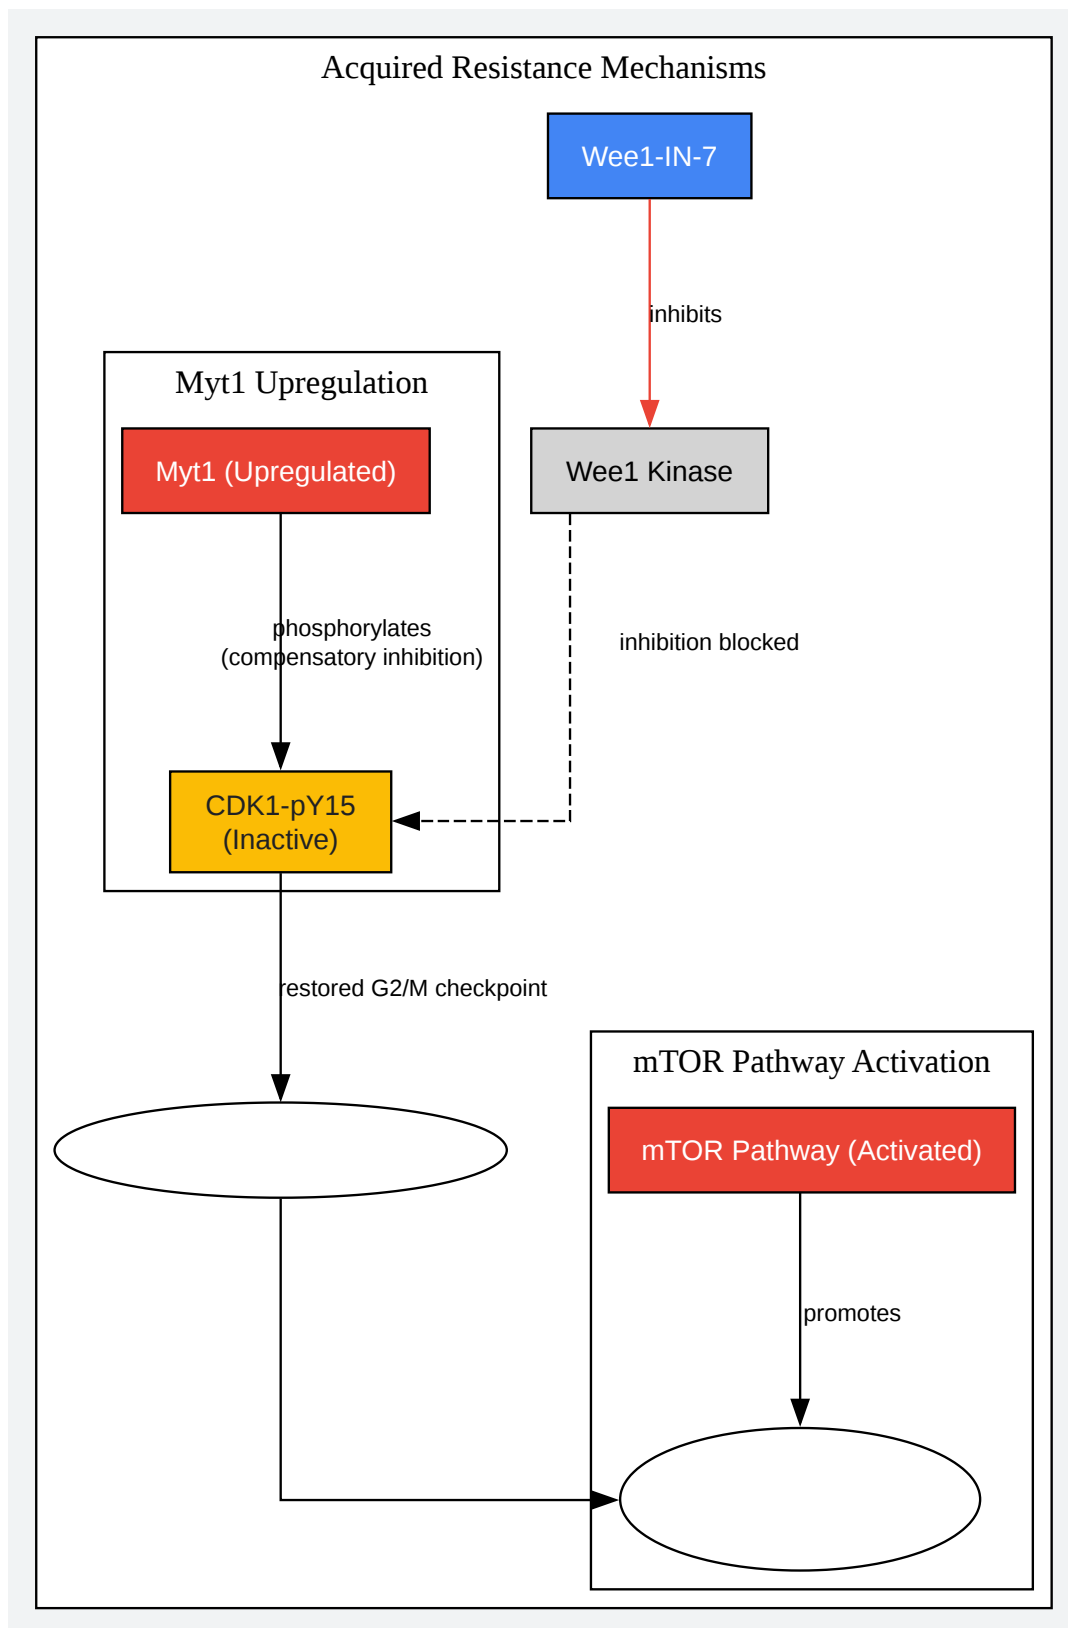 Acquired Resistance Mechanisms
Wee1-IN-7
inhibits
Myt1 Upregulation
Myt1 (Upregulated)
Wee1 Kinase
phosphorylates
(compensatory inhibition)
inhibition blocked
CDK1-pY15
(Inactive)
restored G2/M checkpoint
mTOR Pathway Activation
mTOR Pathway (Activated)
promotes